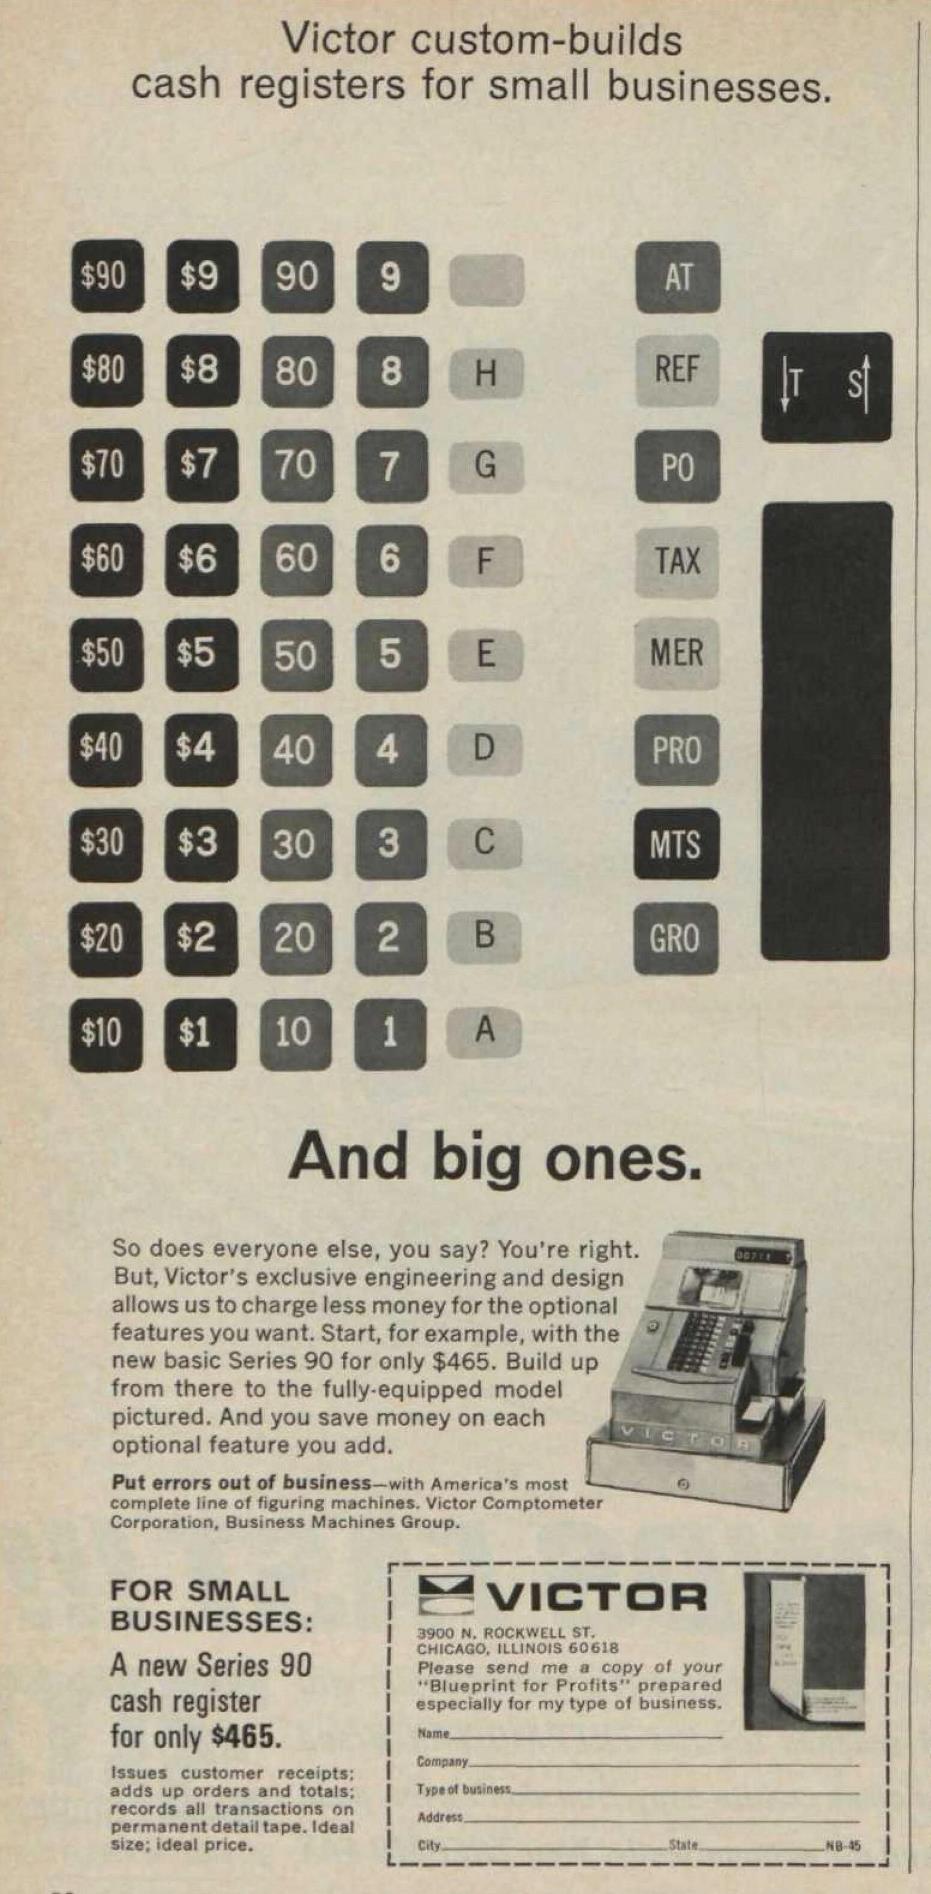 Victor custom-builds
cash registers for small businesses.
$90 $9 90 9 AT
$80 $8 80 8 H REF
T S
$70 $7 70 7 G PO
$60 $6 60 6 F TAX
$50 $5 50 5 E MER
$40 $4 40 4 D PRO
$30 $3 30 3 C MTS
$20 $2 20 2 B GRO
$10 $1 10 1 A
And big ones.
So does everyone else, you say? You're right.
But, Victor's exclusive engineering and design
allows us to charge less money for the optional
features you want. Start, for example, with the
new basic Series 90 for only $465. Build up
from there to the fully-equipped model
pictured. And you save money on each
optional feature you add.
VICTOR
Put errors out of business—with America's most
complete line of figuring machines. Victor Comptometer
Corporation, Business Machines Group.
FOR SMALL
BUSINESSES:
A new Series 90
cash register
for only $465.
Issues customer receipts;
adds up orders and totals;
records all transactions on
permanent detail tape. Ideal
size; ideal price.
VICTOR
3900 N. ROCKWELL ST.
CHICAGO, ILLINOIS 60618
Please send me a copy of your
"Blueprint for Profits" prepared
especially for my type of business.
Name
Company
Type of business
Address
City State NB-45